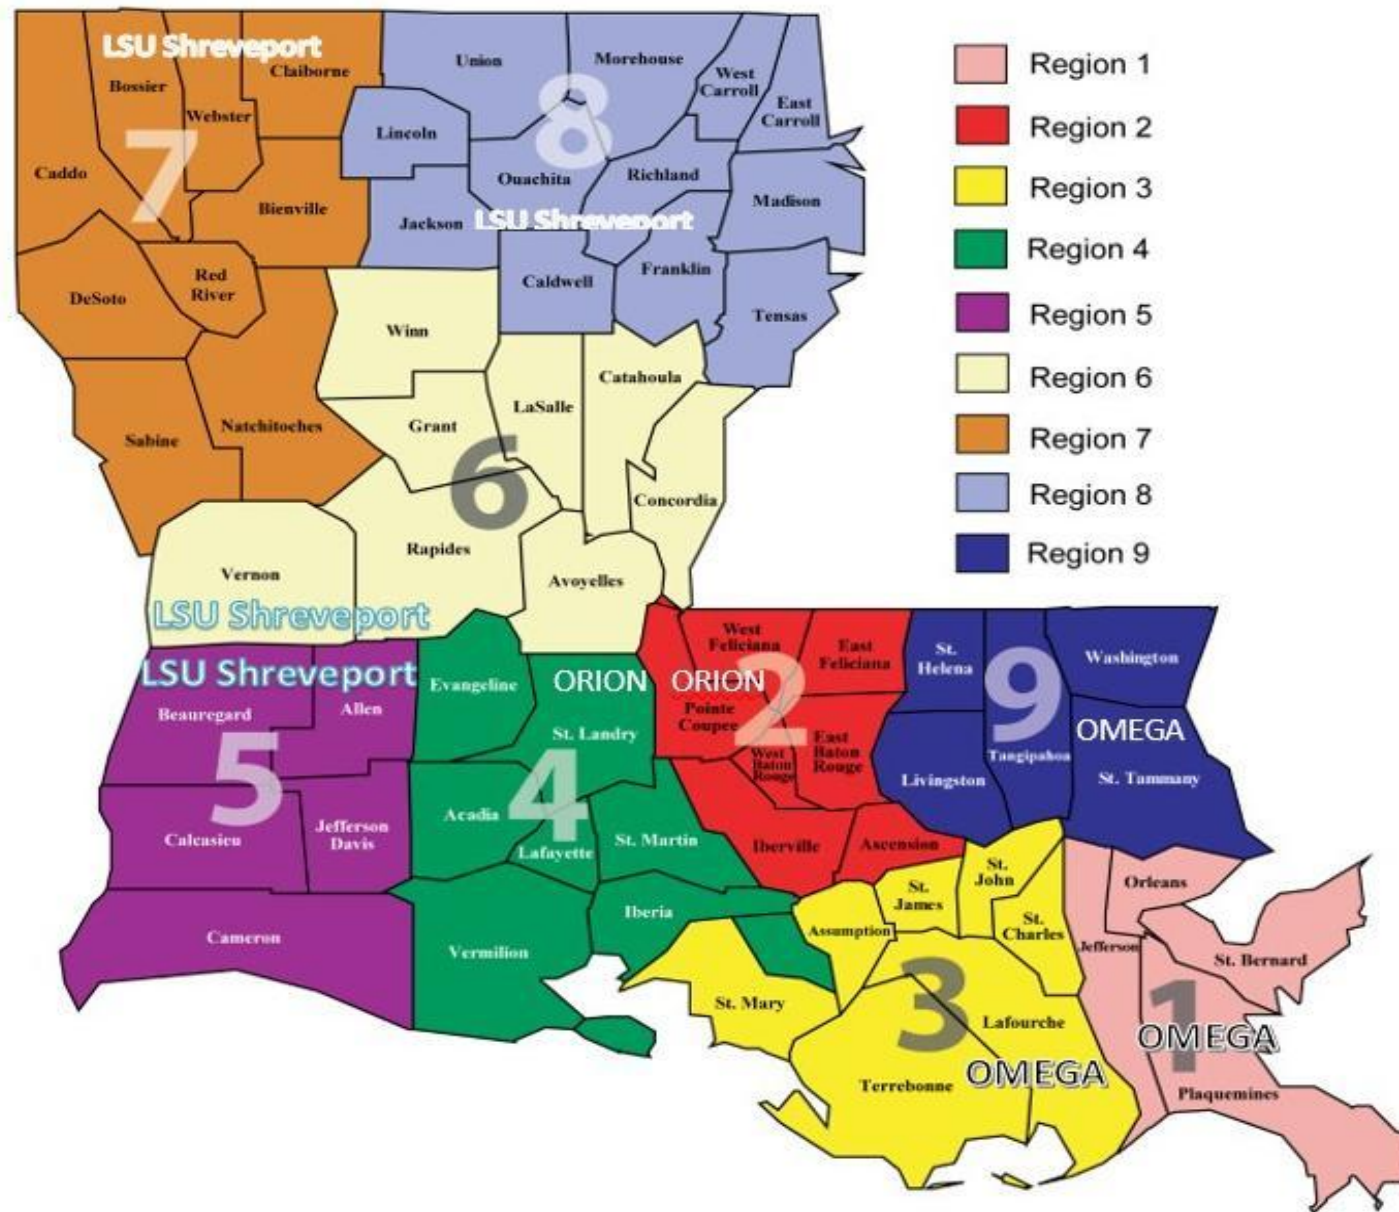 LSU Shreveport
Claiborne
Bossier
Webster
7
Caddo
Bienville
Red
River
DeSoto
Sabine
Natchitoches
Union
Morehouse
West
Carroll
East
Carroll
8
Lincoln
Ouachita
Richland
Madison
Jackson
LSU Shreveport
Caldwell
Franklin
Tensas
Winn
Catahoula
LaSalle
Grant
6
Concordia
Rapides
Avoyelles
Vernon
LSU Shreveport
LSU Shreveport
Beauregard
Allen
5
Calcasieu
Jefferson
Davis
Cameron
Evangeline
ORION
St. Landry
4
Acadia
Lafayette
St. Martin
Iberia
Vermilion
West
Feliciana
East
Feliciana
ORION
2
Pointe
Coupee
West
Baton
Rouge
East
Baton
Rouge
Iberville
Ascension
St.
Helena
9
Washington
OMEGA
Tangipahoa
Livingston
St. Tammany
St.
John
St.
James
St.
Charles
Assumption
3
St. Mary
Lafourche
OMEGA
Terrebonne
Orleans
Jefferson
St. Bernard
1
OMEGA
Plaquemines
Region 1
Region 2
Region 3
Region 4
Region 5
Region 6
Region 7
Region 8
Region 9